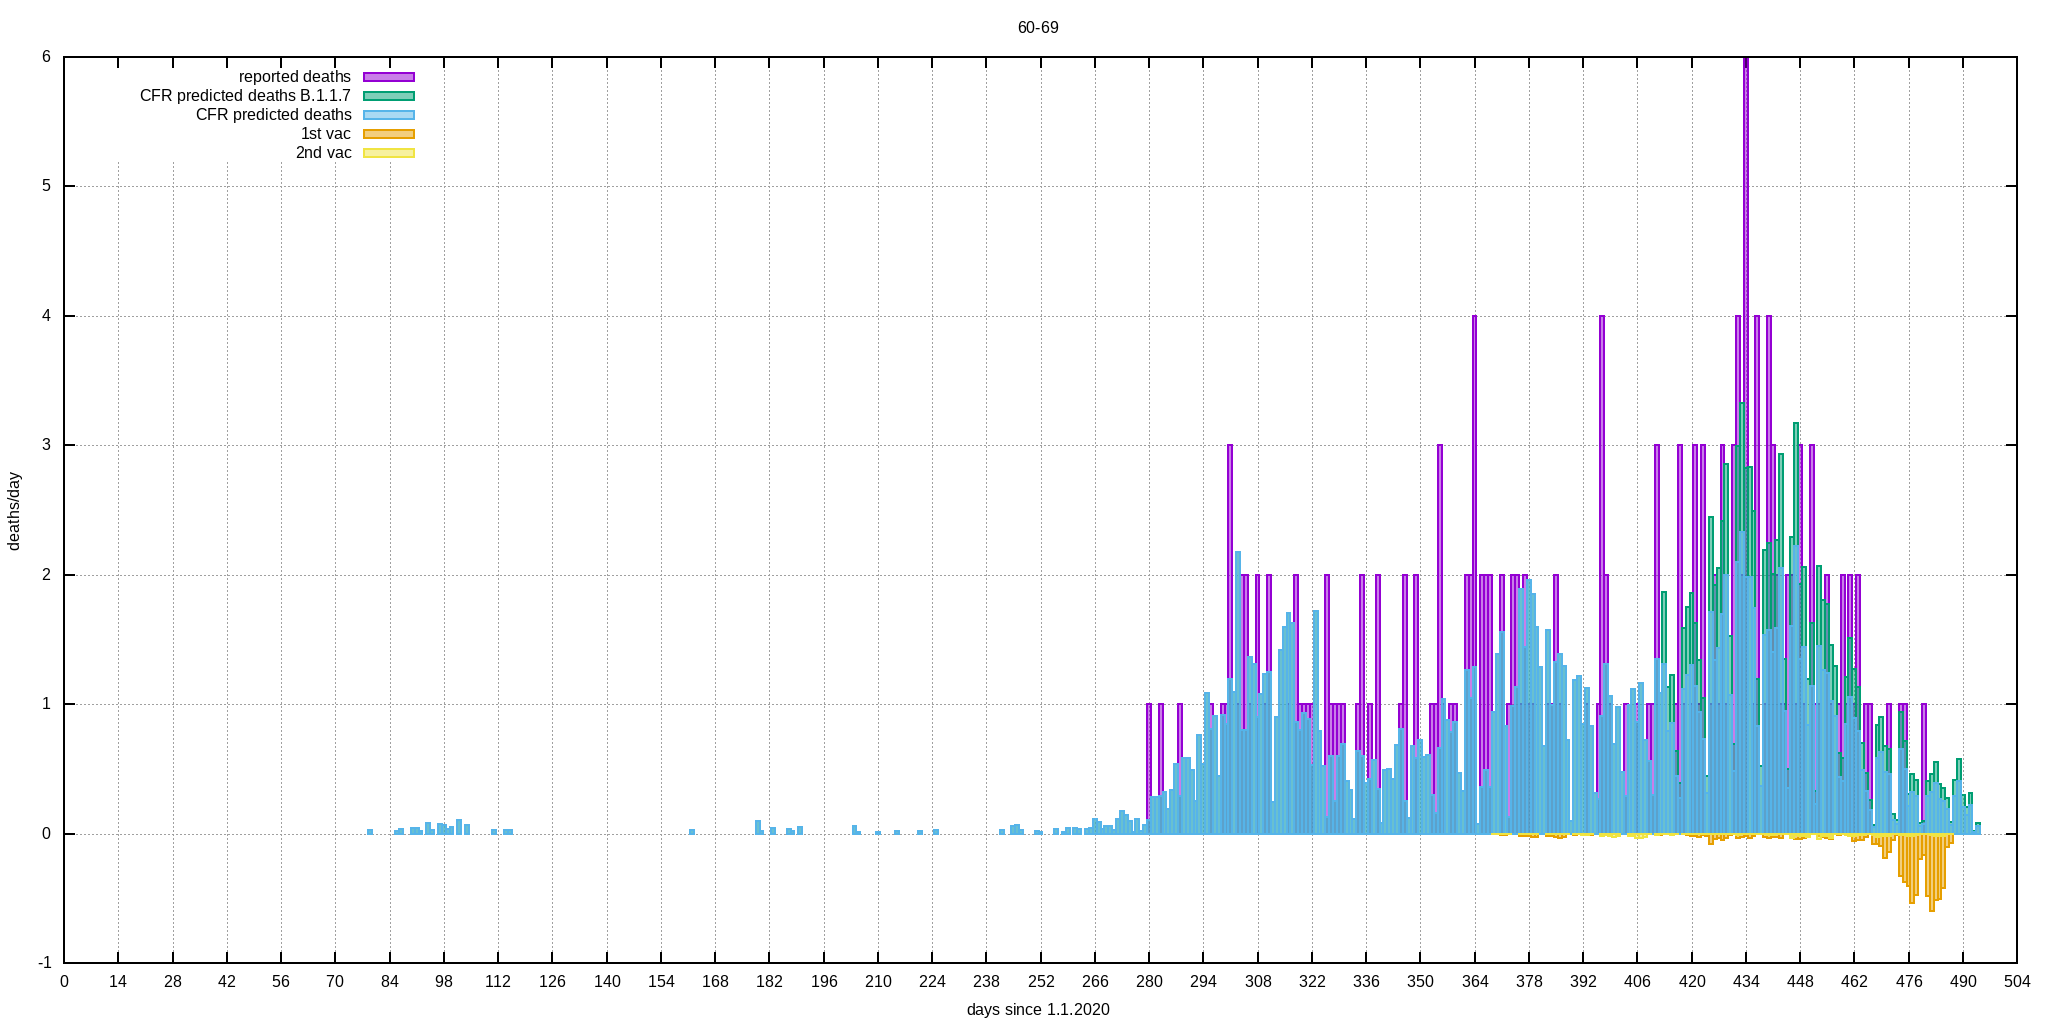 60-69
reported deaths
CFR predicted deaths B.1.1.7
CFR predicted deaths
1st vac
2nd vac
6
5
4
3
2
1
0
-1
deaths/day
0 14 28 42 56 70 84 98 112 126 140 154 168 182 196 210 224 238 252 266 280 294 308 322 336 350 364 378 392 406 420 434 448 462 476 490 504
days since 1.1.2020